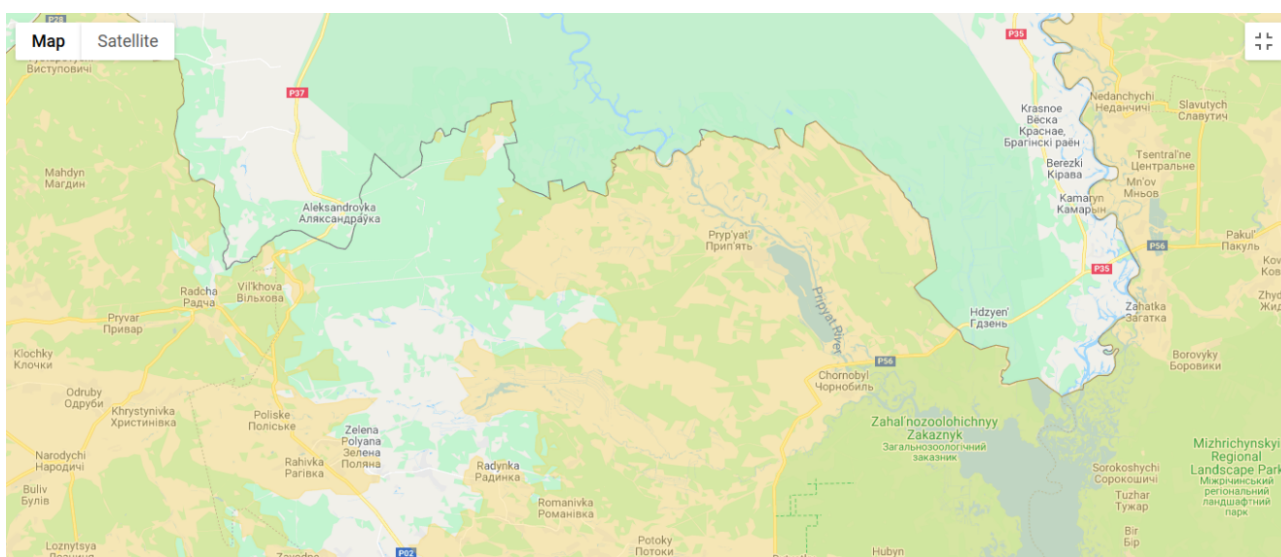 Map
Satellite
P28
Виступовичі
P37
P35
Krasnoe
Вёска
Краснае,
Брагінскі раён
Nedanchychi
Неданчичі
Slavutych
Славутич
Berezki
Кірава
Tsentral'ne
Центральне
Mn'ov
Мньов
Mahdyn
Магдин
Aleksandrovka
Аляксандраўка
Kamaryn
Камарын
Pryp'yat'
Прип'ять
P56
Pakul'
Пакуль
P35
Radcha
Радча
Vil'khova
Вільхова
Pripyat River
Zahatka
Загатка
Pryvar
Привар
Hdzyen'
Гдзень
Klochky
Клочки
P56
Borovyky
Боровики
Chornobyl
Чорнобиль
Odruby
Одруби
Khrystynivka
Христинівка
Poliske
Поліське
Zelena
Polyana
Зелена
Поляна
Zahal'nozoolohichnyy
Zakaznyk
Загальнозоологічний
заказник
Mizhrichynskyi
Regional
Landscape Park
Міжрічинський
регіональний
ландшафтний
парк
Narodychi
Народичі
Rahivka
Рагівка
Radynka
Радинка
Sorokoshychi
Сорокошичі
Buliv
Булів
Romanivka
Романівка
Tuzhar
Тужар
Loznytsya
Potoky
Потоки
Bir
Бір
P02
Hubyn